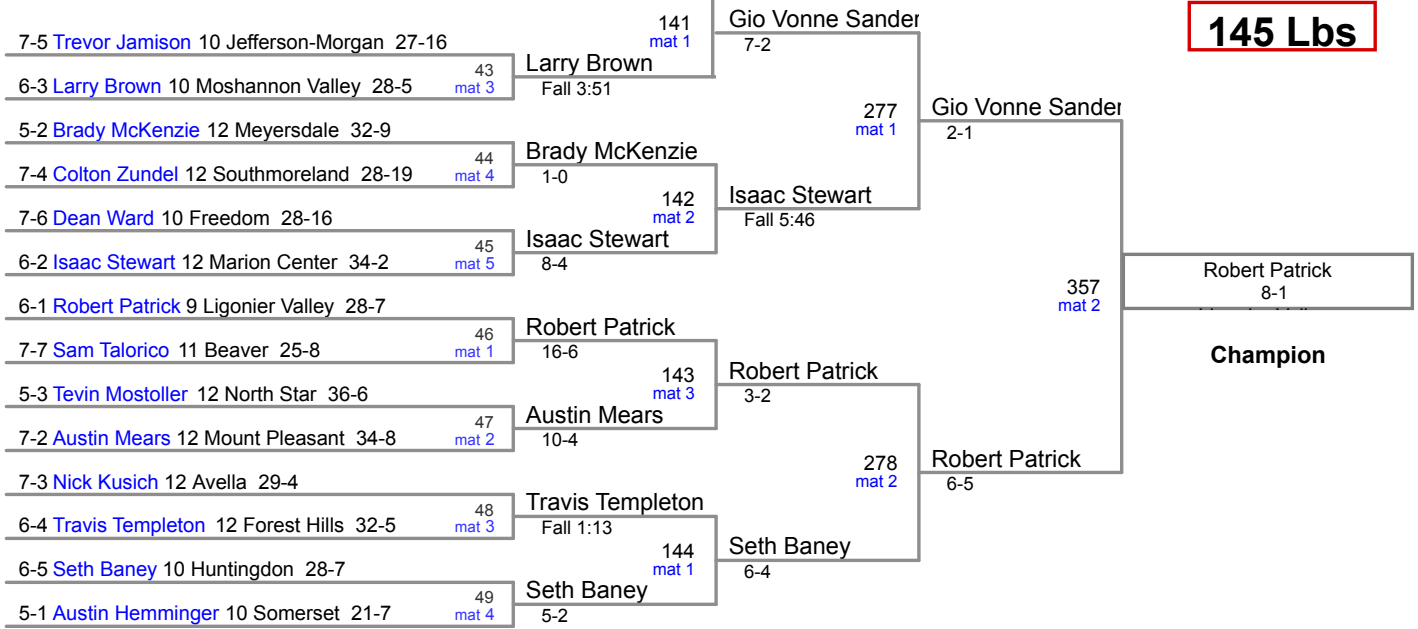 145 Lbs
7-5 Trevor Jamison 10 Jefferson-Morgan 27-16
6-3 Larry Brown 10 Moshannon Valley 28-5
5-2 Brady McKenzie 12 Meyersdale 32-9
7-4 Colton Zundel 12 Southmoreland 28-19
7-6 Dean Ward 10 Freedom 28-16
6-2 Isaac Stewart 12 Marion Center 34-2
6-1 Robert Patrick 9 Ligonier Valley 28-7
7-7 Sam Talorico 11 Beaver 25-8
5-3 Tevin Mostoller 12 North Star 36-6
7-2 Austin Mears 12 Mount Pleasant 34-8
7-3 Nick Kusich 12 Avella 29-4
6-4 Travis Templeton 12 Forest Hills 32-5
6-5 Seth Baney 10 Huntingdon 28-7
5-1 Austin Hemminger 10 Somerset 21-7
43
mat 3
44
mat 4
45
mat 5
46
mat 1
47
mat 2
48
mat 3
49
mat 4
Larry Brown
Fall 3:51
Brady McKenzie
1-0
Isaac Stewart
8-4
Robert Patrick
16-6
Austin Mears
10-4
Travis Templeton
Fall 1:13
Seth Baney
5-2
141
mat 1
142
mat 2
143
mat 3
144
mat 1
Gio Vonne Sander
7-2
Isaac Stewart
Fall 5:46
Robert Patrick
3-2
Seth Baney
6-4
277
mat 1
278
mat 2
Gio Vonne Sander
2-1
Robert Patrick
6-5
357
mat 2
Robert Patrick
8-1
Champion